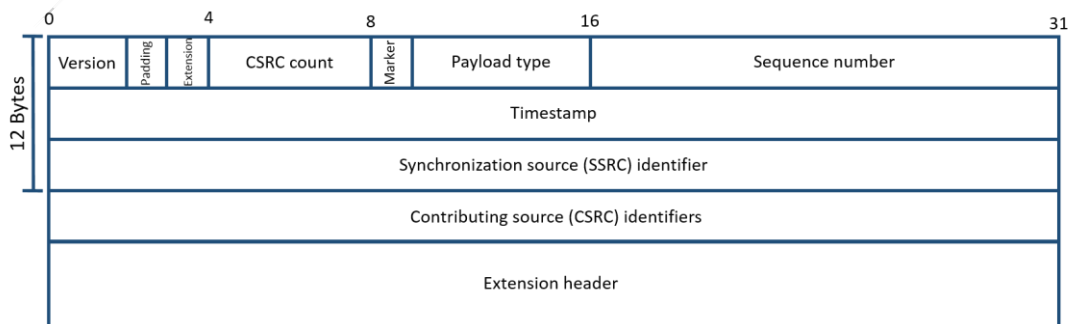 0 4 8 16 31
Version Padding Extension CSRC count Marker Payload type Sequence number
12 Bytes
Timestamp
Synchronization source (SSRC) identifier
Contributing source (CSRC) identifiers
Extension header